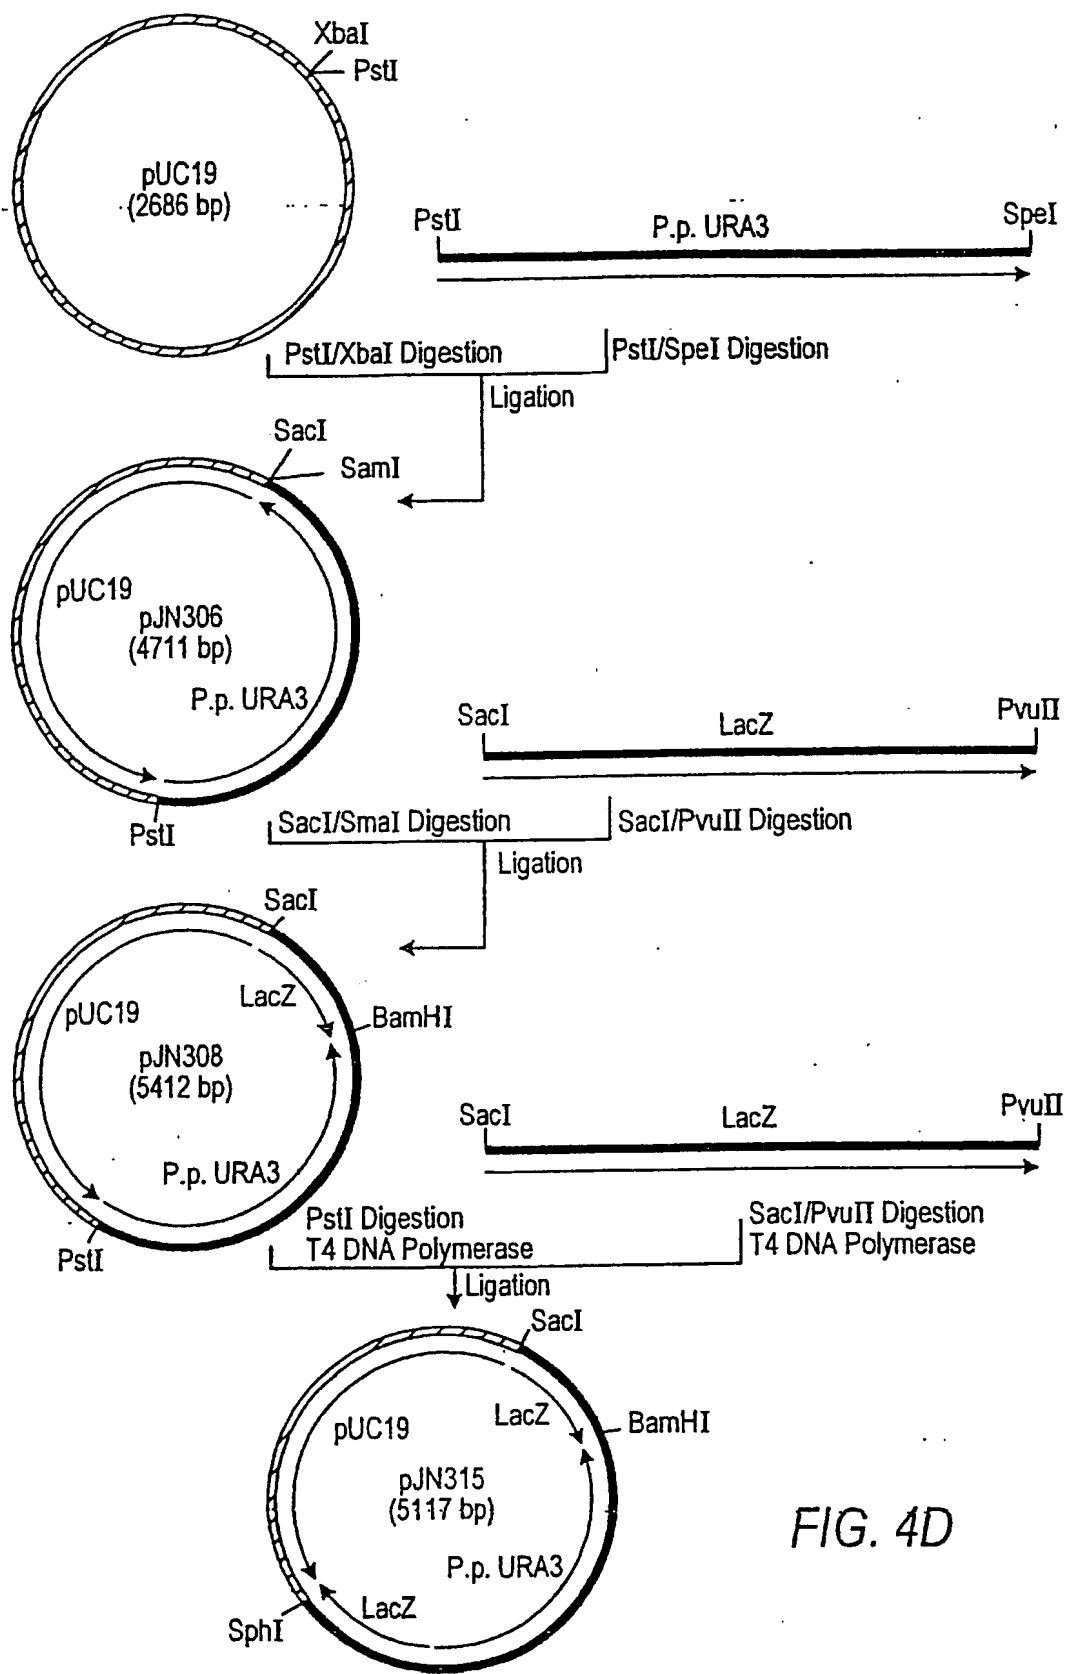 XbaI
PstI
pUC19
(2686 bp)
PstI
P.p. URA3
SpeI
PstI/XbaI Digestion
PstI/SpeI Digestion
Ligation
SacI
SamI
pUC19
pJN306
(4711 bp)
P.p. URA3
PstI
SacI
LacZ
PvuII
SacI/SmaI Digestion
SacI/PvuII Digestion
Ligation
SacI
LacZ
pUC19
BamHI
pJN308
(5412 bp)
P.p. URA3
PstI
SacI
LacZ
PvuII
PstI Digestion
T4 DNA Polymerase
SacI/PvuII Digestion
T4 DNA Polymerase
Ligation
SacI
LacZ
BamHI
pUC19
pJN315
(5117 bp)
P.p. URA3
LacZ
SphI
FIG. 4D